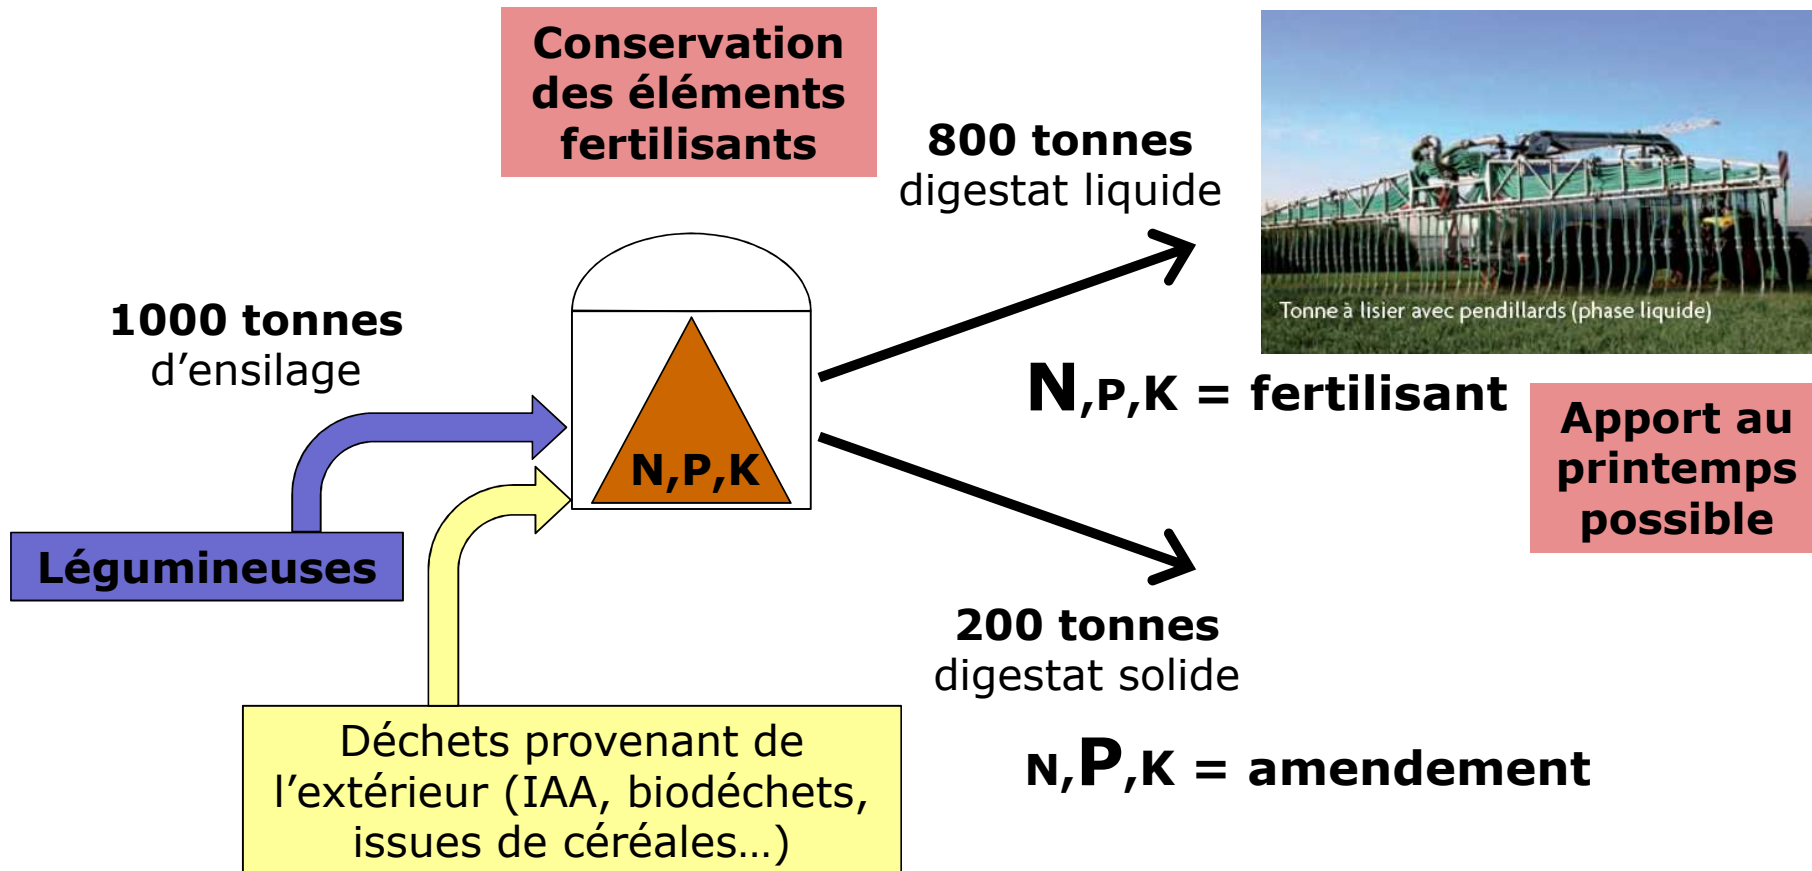 Conservation
des éléments
fertilisants
800 tonnes
digestat liquide
Tonne à lisier avec pendillards (phase liquide)
1000 tonnes
d’ensilage
N,P,K = fertilisant
Apport au
printemps
possible
N,P,K
Légumineuses
200 tonnes
digestat solide
Déchets provenant de
l’extérieur (IAA, biodéchets,
issues de céréales…)
N,P,K = amendement